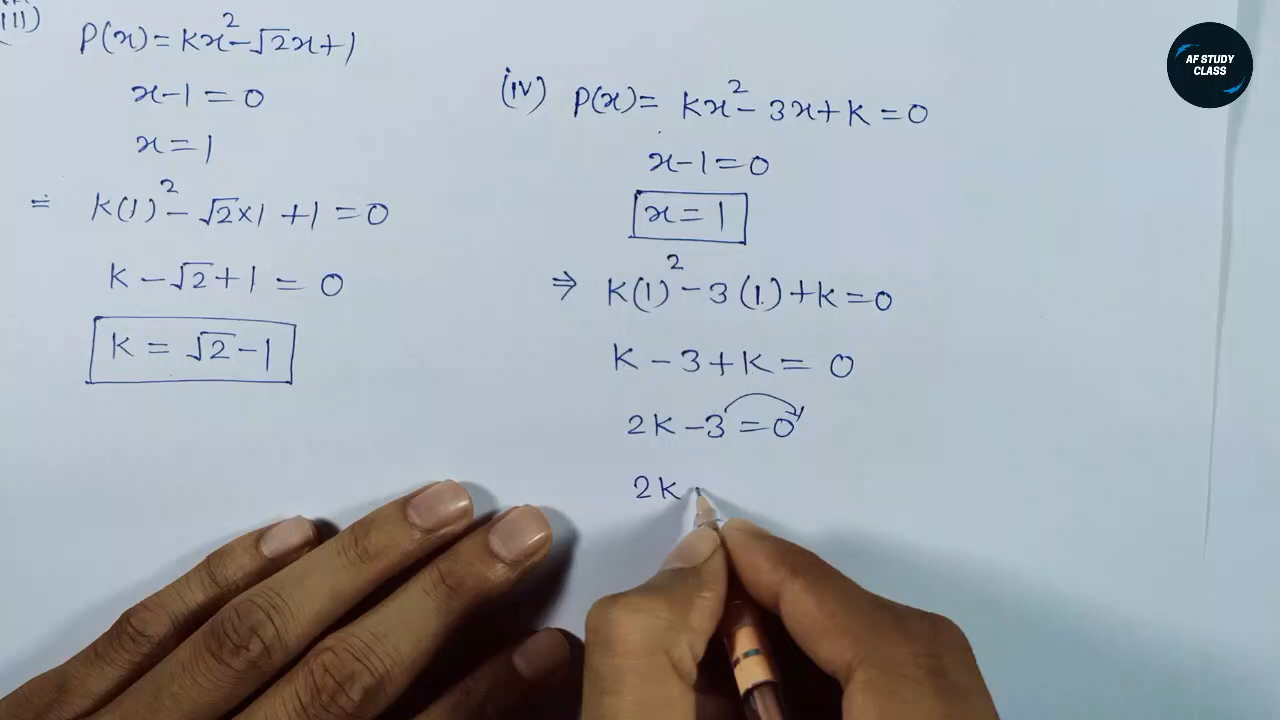 (iii) P(x) = Kx² - √2x + 1
x - 1 = 0
x = 1
= K(1)² - √2 × 1 + 1 = 0
K - √2 + 1 = 0
K = √2 - 1
(iv) P(x) = Kx² - 3x + K = 0
x - 1 = 0
x = 1
⇒ K(1)² - 3(1) + K = 0
K - 3 + K = 0
2K - 3 = 0
2K
AF STUDY
CLASS